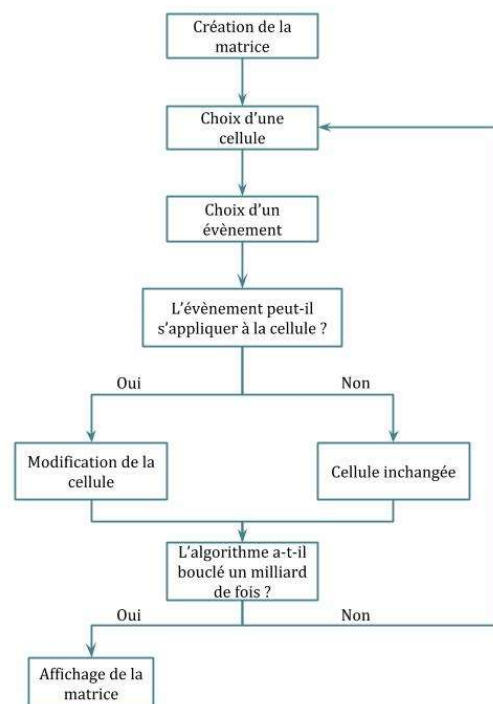 Création de la
matrice
Choix d'une
cellule
Choix d'un
évènement
L'évènement peut-il
s'appliquer à la cellule ?
Oui
Non
Modification de la
cellule
Cellule inchangée
L'algorithme a-t-il
bouclé un milliard
de fois ?
Oui
Non
Affichage de la
matrice